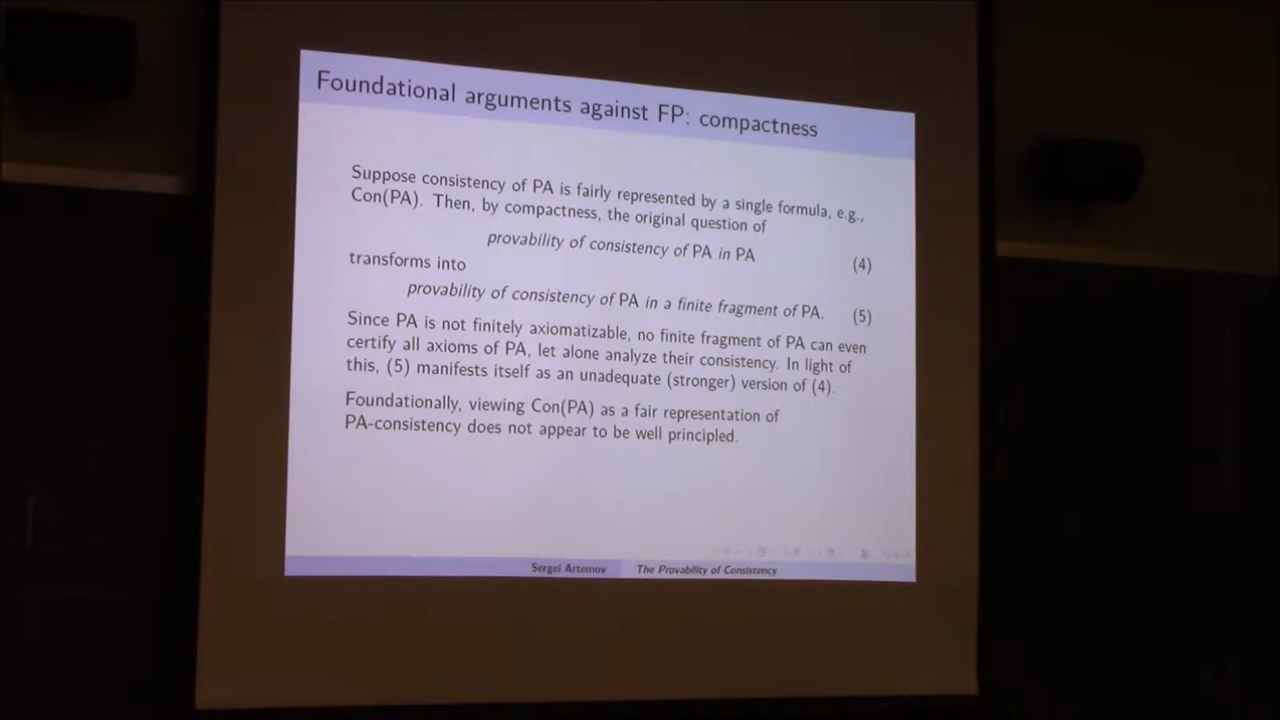 Foundational arguments against FP: compactness
Suppose consistency of PA is fairly represented by a single formula, e.g.,
Con(PA). Then, by compactness, the original question of
provability of consistency of PA in PA (4)
transforms into
provability of consistency of PA in a finite fragment of PA. (5)
Since PA is not finitely axiomatizable, no finite fragment of PA can even
certify all axioms of PA, let alone analyze their consistency. In light of
this, (5) manifests itself as an unadequate (stronger) version of (4).
Foundationally, viewing Con(PA) as a fair representation of
PA-consistency does not appear to be well principled.
Sergei Artemov The Provability of Consistency